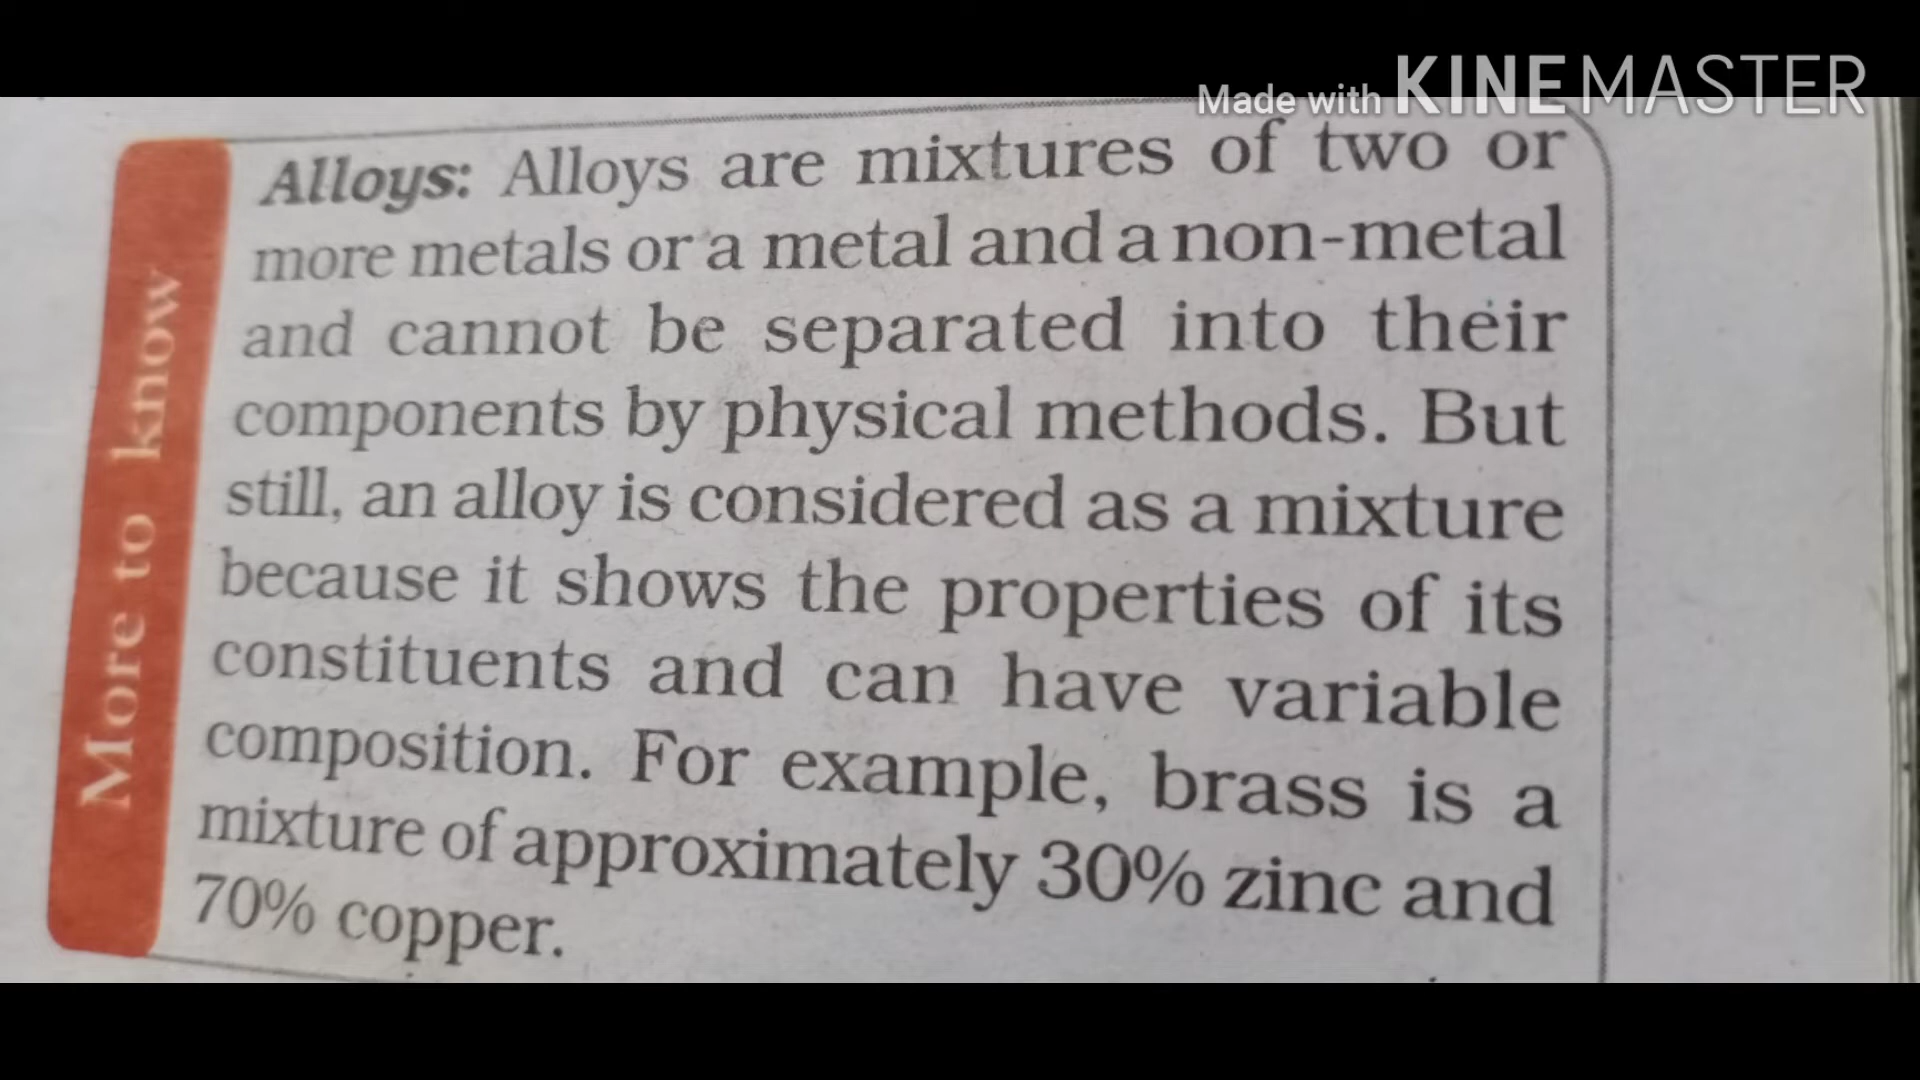 Made with KINEMASTER
More to know
Alloys: Alloys are mixtures of two or
more metals or a metal and a non-metal
and cannot be separated into their
components by physical methods. But
still, an alloy is considered as a mixture
because it shows the properties of its
constituents and can have variable
composition. For example, brass is a
mixture of approximately 30% zinc and
70% copper.